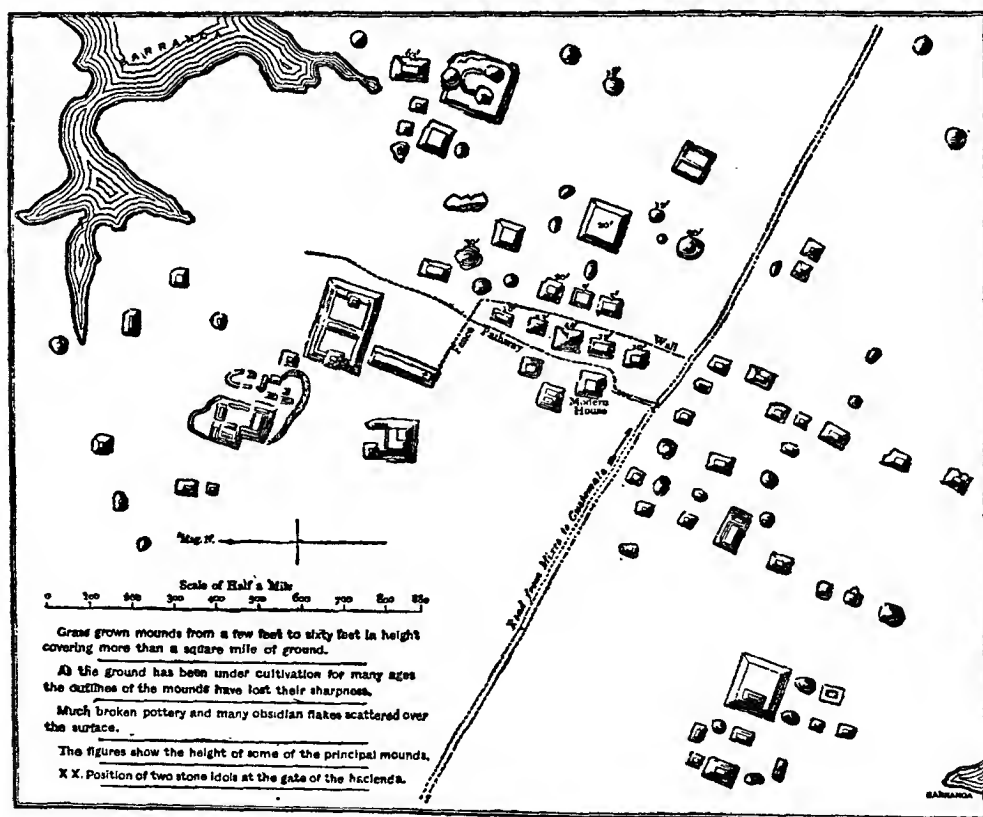 BARRANCA
Fence
Pathway
Wall
Modern
House
Road from Mixco to Guatemala
Mag. N.
Scale of Half a Mile
0 100 200 300 400 500 600 700 800 880
Grass grown mounds from a few feet to sixty feet in height
covering more than a square mile of ground.
As the ground has been under cultivation for many ages
the outlines of the mounds have lost their sharpness.
Much broken pottery and many obsidian flakes scattered over
the surface.
The figures show the height of some of the principal mounds.
X X. Position of two stone idols at the gate of the hacienda.
BARRANCA